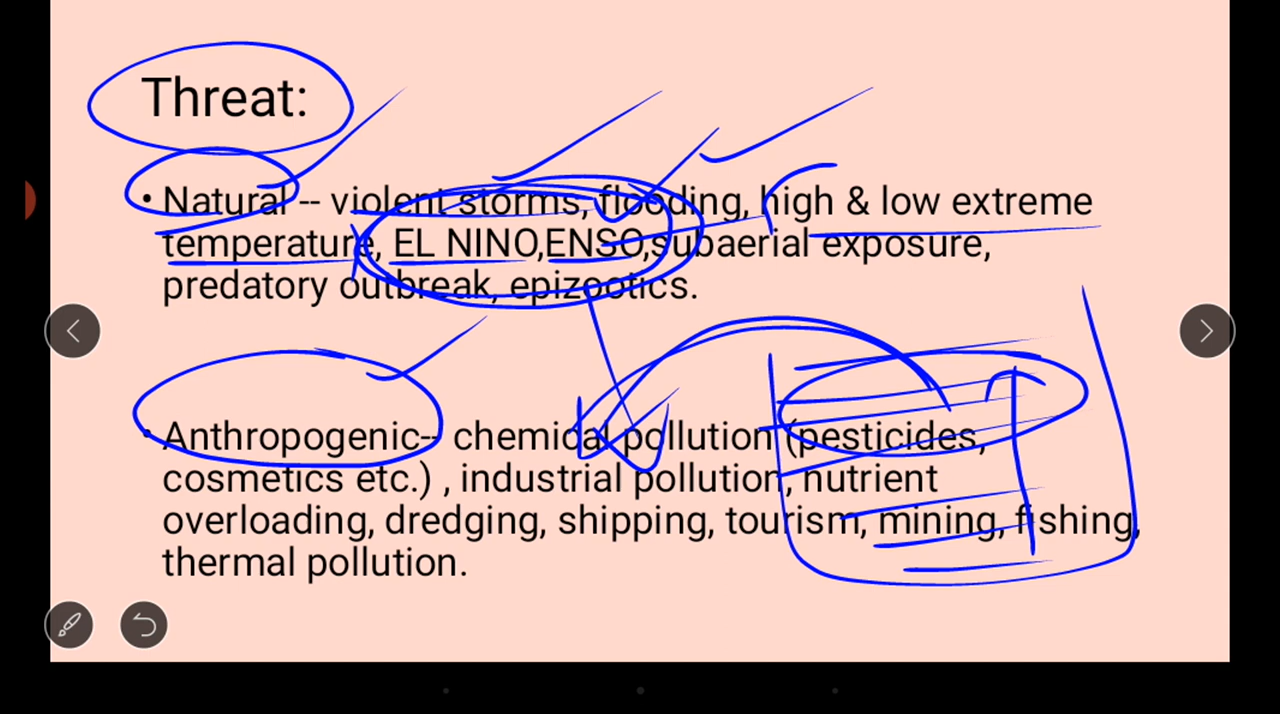 Threat:
• Natural -- violent storms, flooding, high & low extreme
temperature, EL NINO,ENSO,subaerial exposure,
predatory outbreak, epizootics.
• Anthropogenic-- chemical pollution (pesticides,
cosmetics etc.) , industrial pollution, nutrient
overloading, dredging, shipping, tourism, mining, fishing,
thermal pollution.